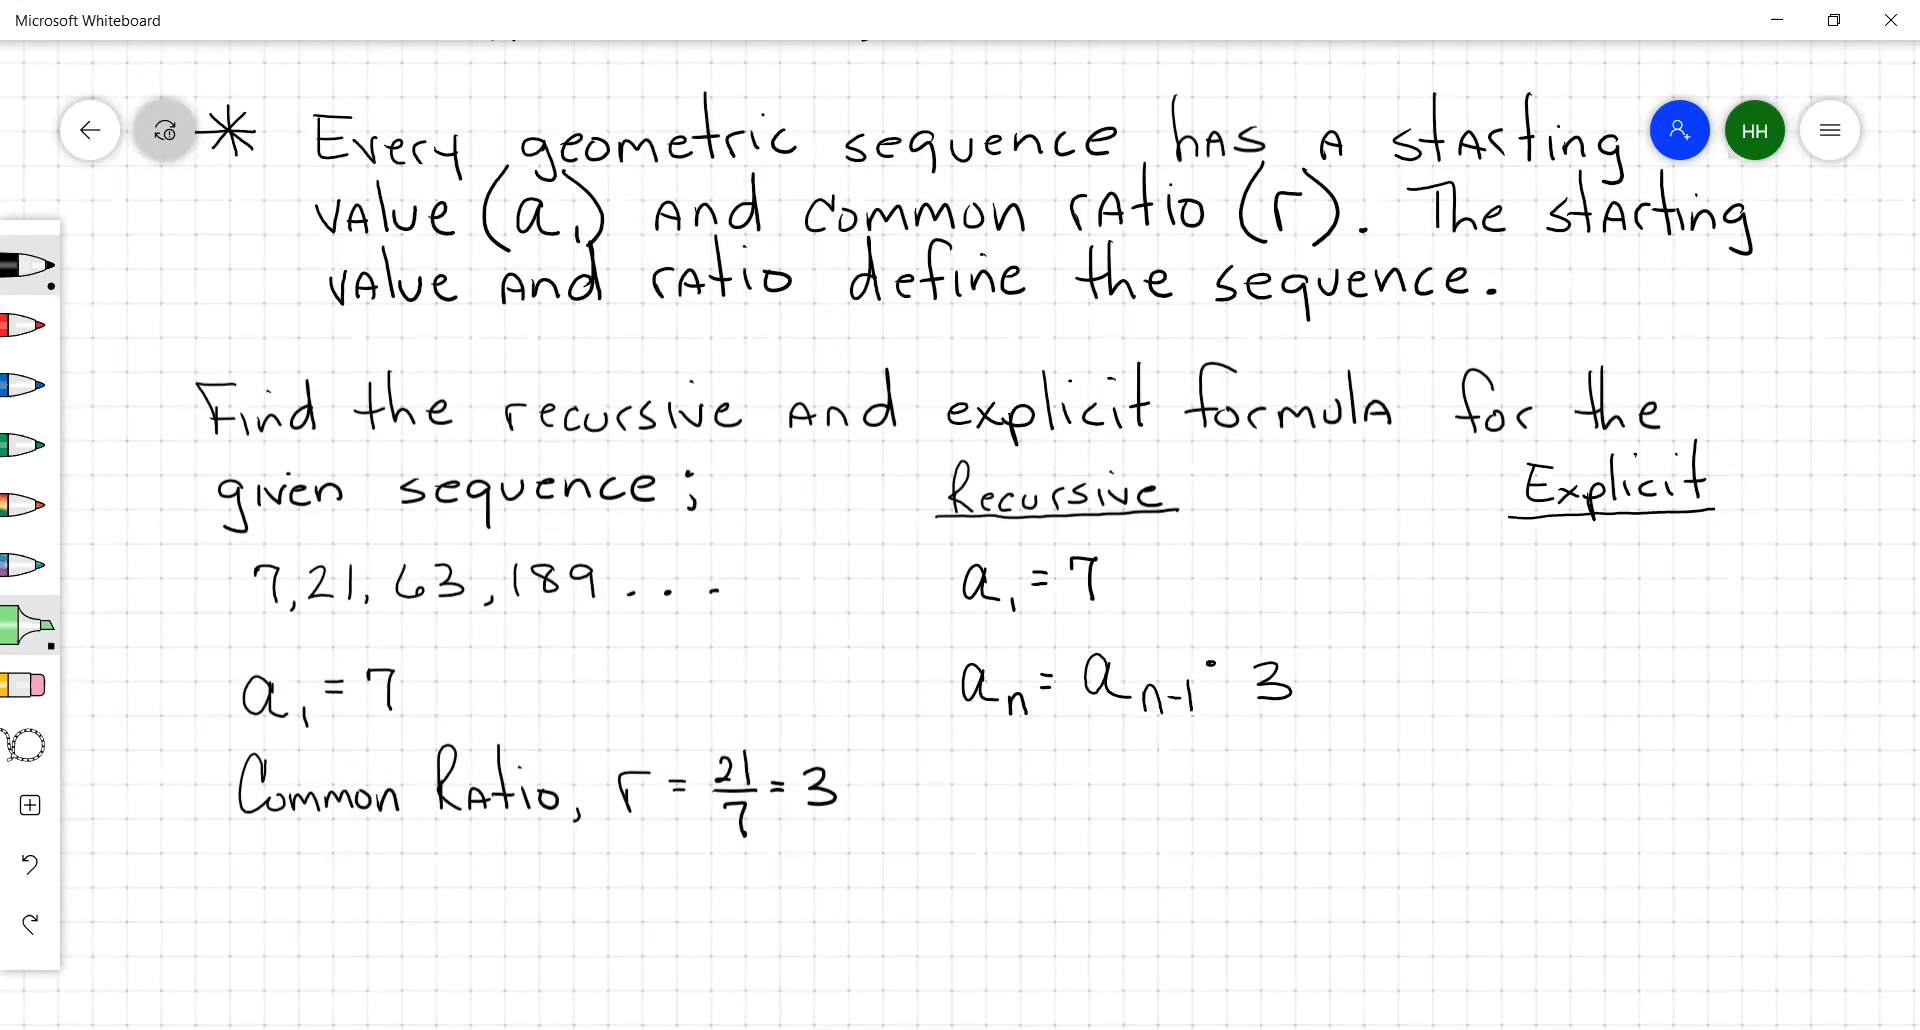 Microsoft Whiteboard
* Every geometric sequence has a starting
HH
value (a₁) and common ratio (r). The starting
value and ratio define the sequence.
Find the recursive and explicit formula for the
given sequence;
Recursive
Explicit
7, 21, 63, 189 . . .
a₁ = 7
a₁ = 7
aₙ = aₙ₋₁ · 3
Common Ratio, r = 21/7 = 3